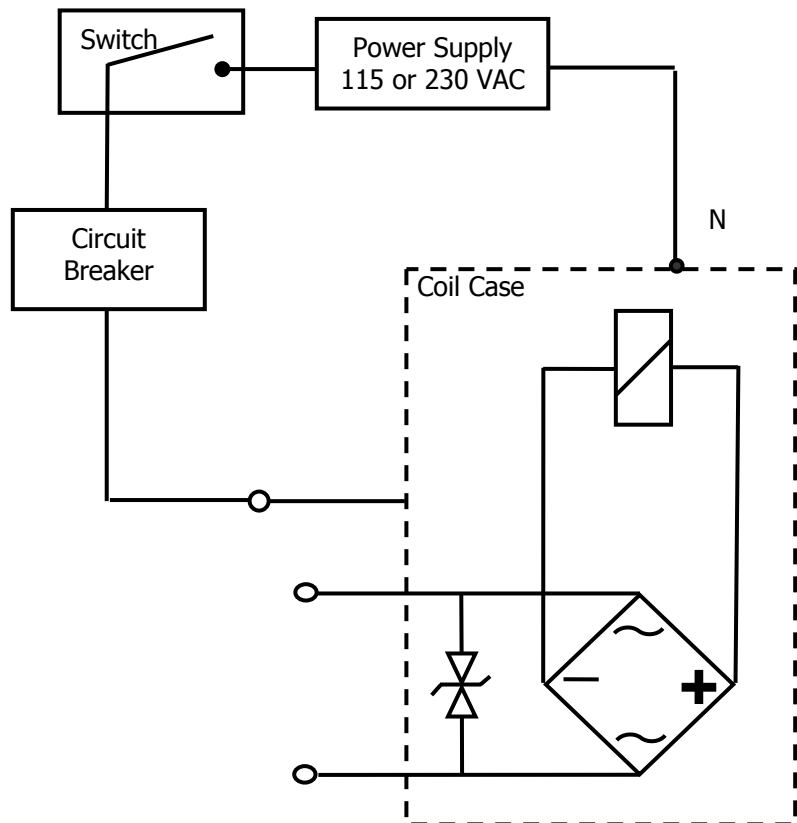 Switch
Power Supply
115 or 230 VAC
Circuit
Breaker
N
Coil Case
~
−
+
~